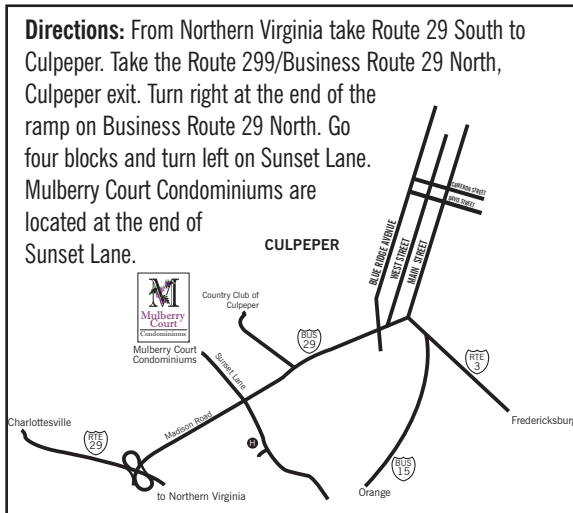 Directions: From Northern Virginia take Route 29 South to
Culpeper. Take the Route 299/Business Route 29 North,
Culpeper exit. Turn right at the end of the
ramp on Business Route 29 North. Go
four blocks and turn left on Sunset Lane.
Mulberry Court Condominiums are
located at the end of
Sunset Lane.
CULPEPER
CAMERON STREET
DAVIS STREET
BLUE RIDGE AVENUE
WEST STREET
MAIN STREET
M
Mulberry
Court
Condominiums
Mulberry Court
Condominiums
Country Club of
Culpeper
Sunset Lane
BUS
29
RTE
3
Madison Road
Fredericksburg
Charlottesville
RTE
29
H
BUS
15
to Northern Virginia
Orange